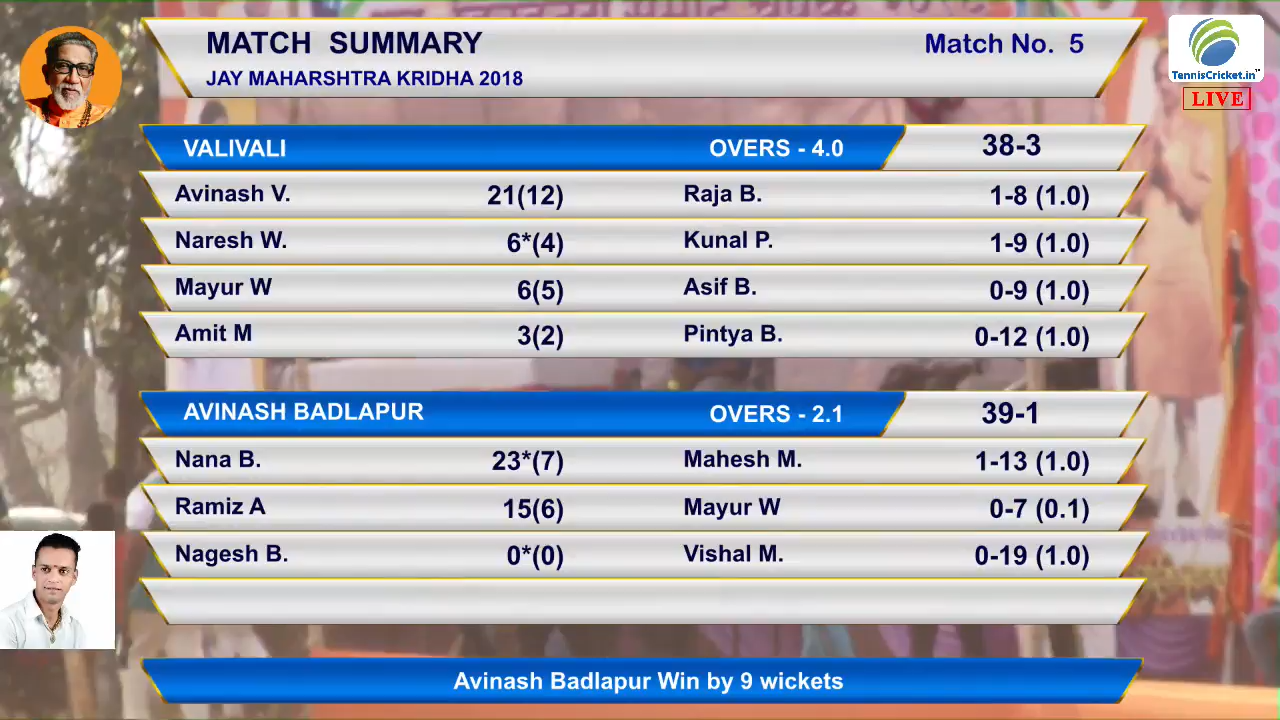 MATCH SUMMARY
Match No. 5
JAY MAHARSHTRA KRIDHA 2018
TennisCricket.in™
LIVE
VALIVALI OVERS - 4.0 38-3
Avinash V. 21(12) Raja B. 1-8 (1.0)
Naresh W. 6*(4) Kunal P. 1-9 (1.0)
Mayur W 6(5) Asif B. 0-9 (1.0)
Amit M 3(2) Pintya B. 0-12 (1.0)
AVINASH BADLAPUR OVERS - 2.1 39-1
Nana B. 23*(7) Mahesh M. 1-13 (1.0)
Ramiz A 15(6) Mayur W 0-7 (0.1)
Nagesh B. 0*(0) Vishal M. 0-19 (1.0)
Avinash Badlapur Win by 9 wickets